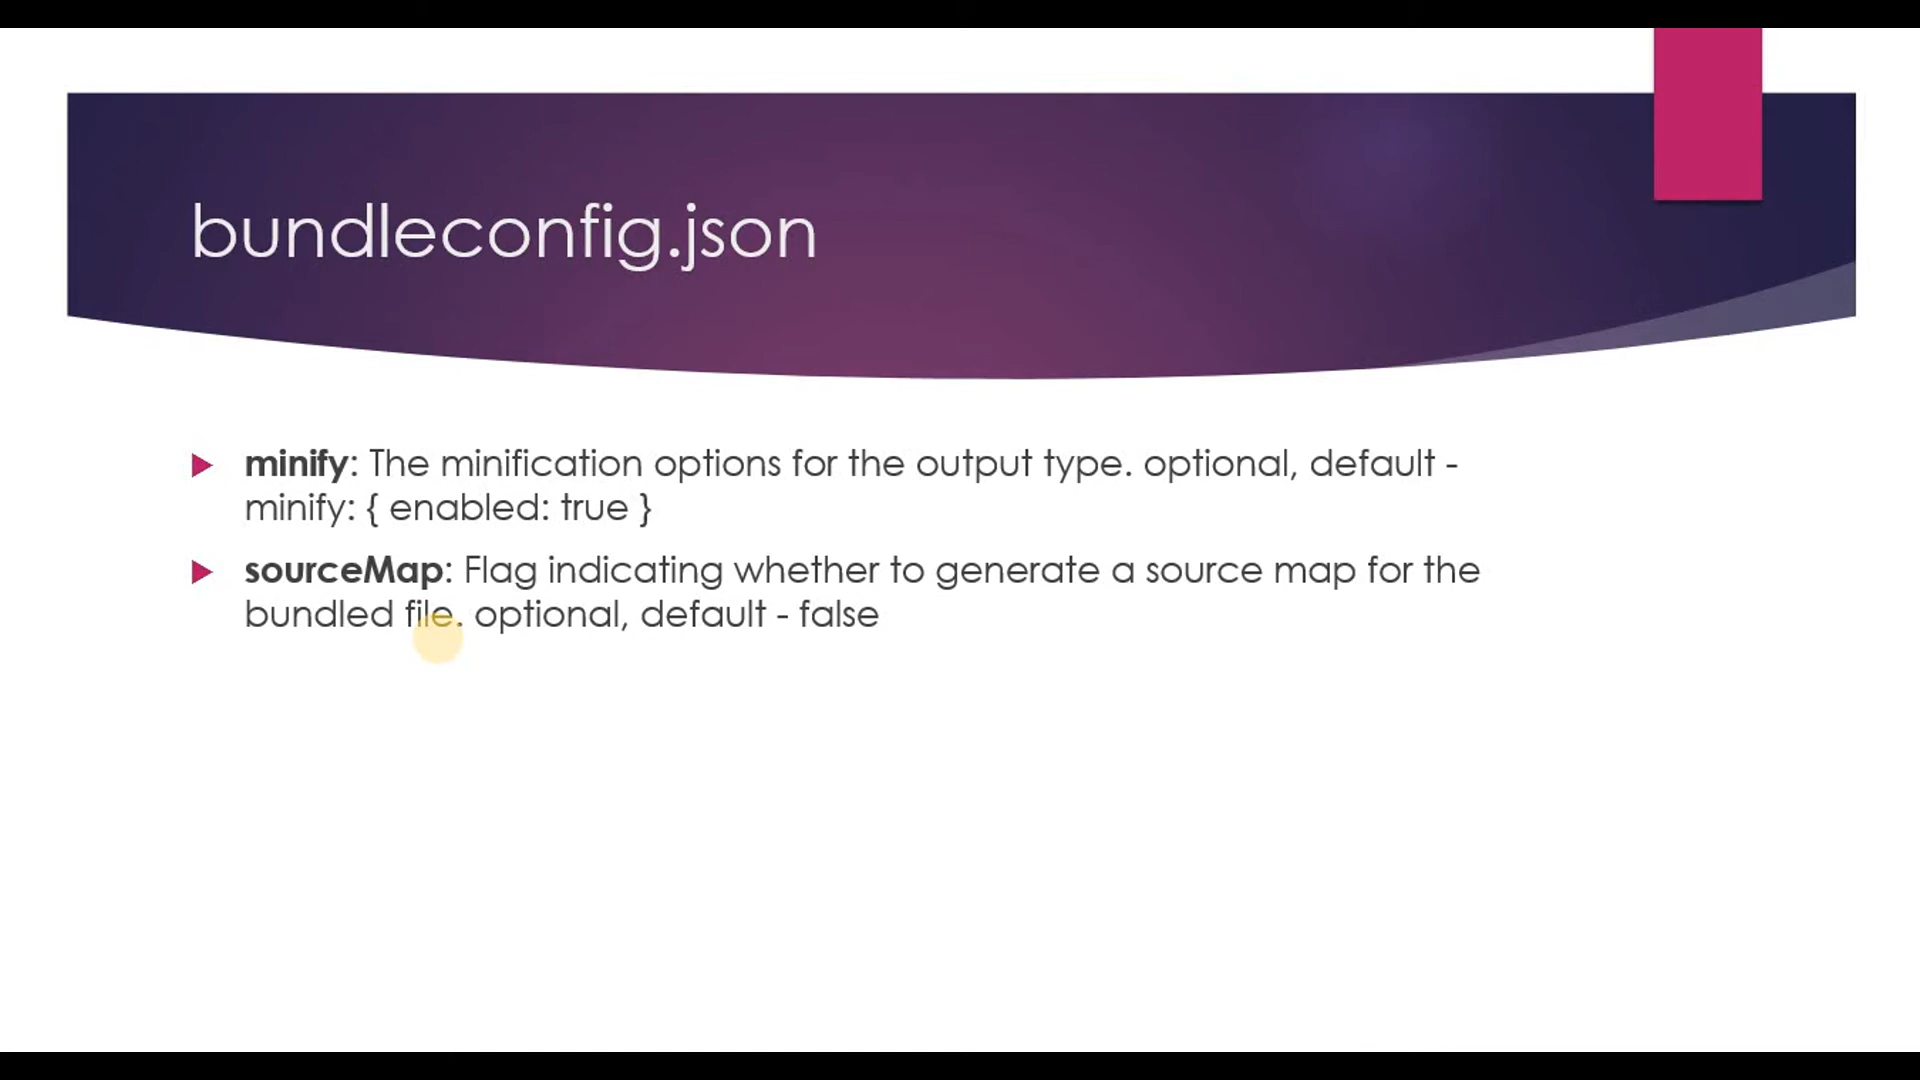 bundleconfig.json
minify: The minification options for the output type. optional, default -
minify: { enabled: true }
sourceMap: Flag indicating whether to generate a source map for the
bundled file. optional, default - false